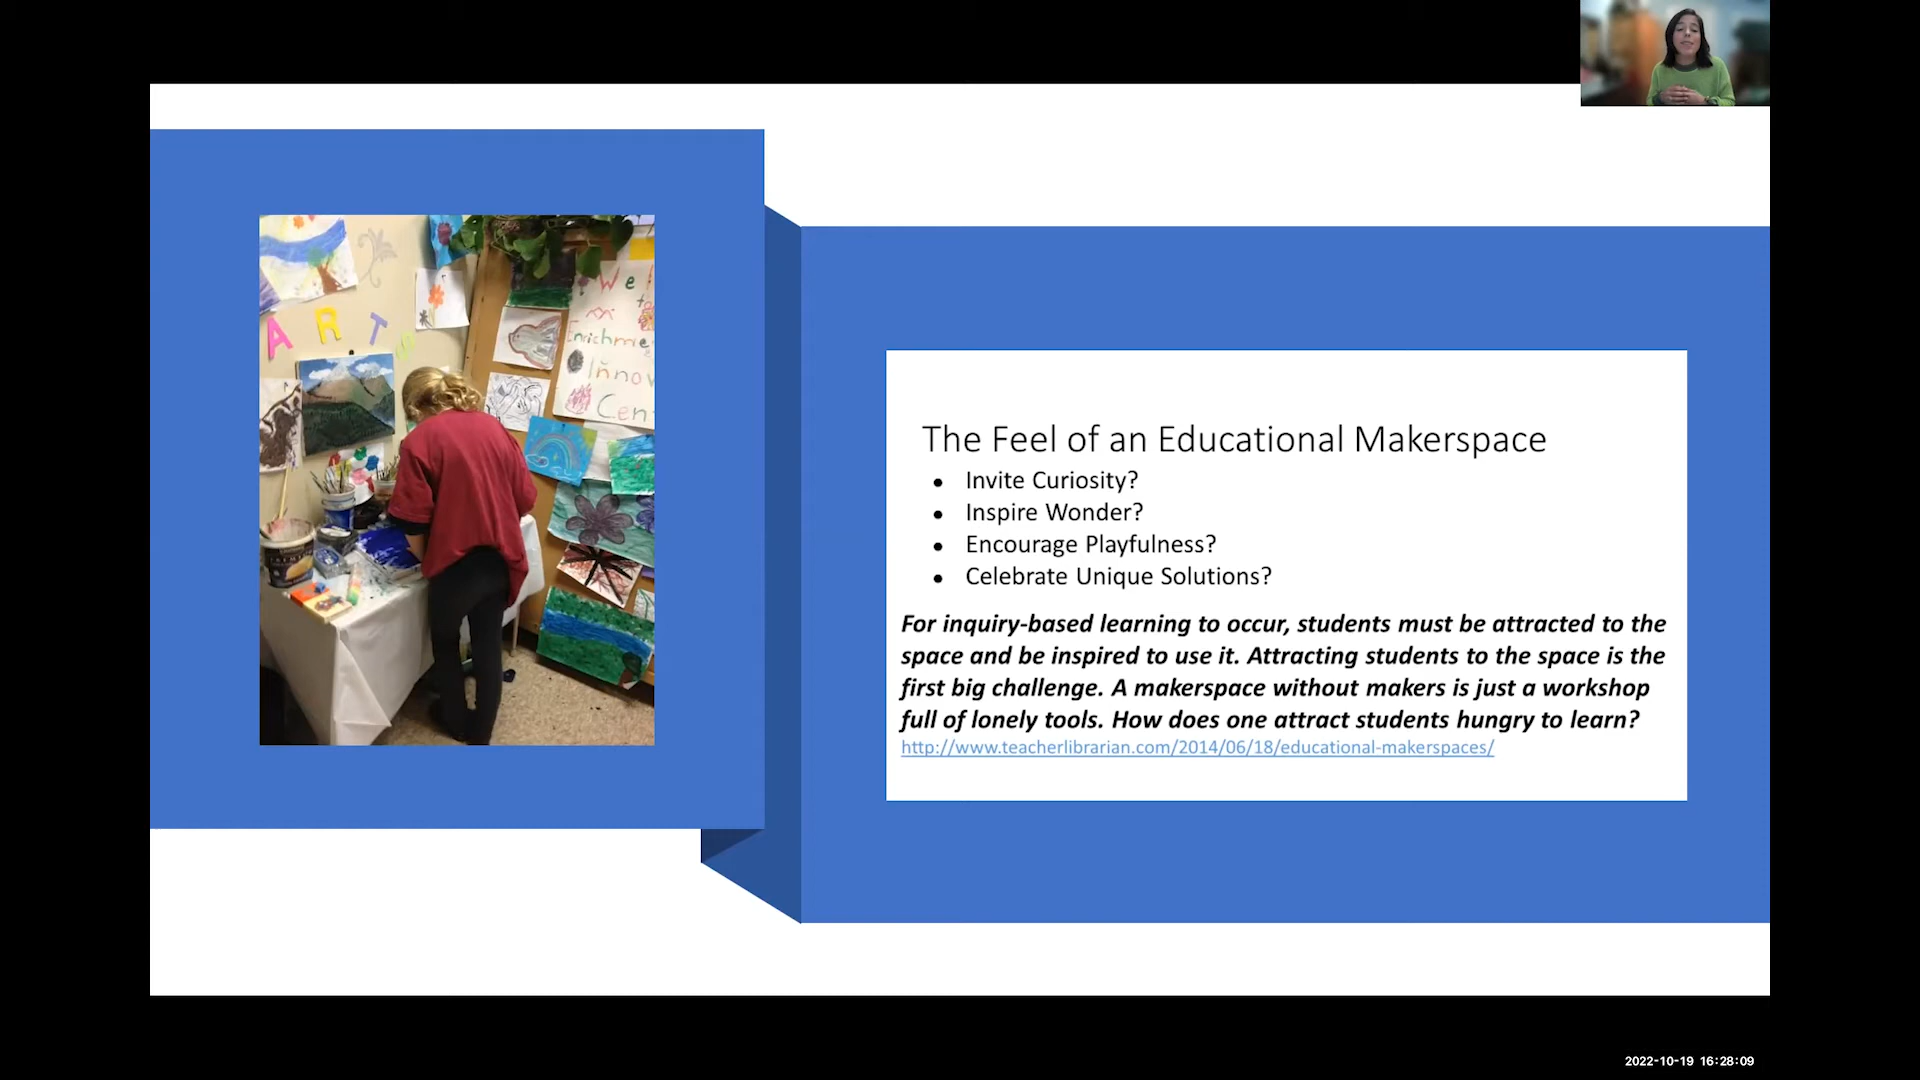 ARTS
Wel
to
Enrichme
Innov
Cen
The Feel of an Educational Makerspace
● Invite Curiosity?
● Inspire Wonder?
● Encourage Playfulness?
● Celebrate Unique Solutions?
For inquiry-based learning to occur, students must be attracted to the
space and be inspired to use it. Attracting students to the space is the
first big challenge. A makerspace without makers is just a workshop
full of lonely tools. How does one attract students hungry to learn?
http://www.teacherlibrarian.com/2014/06/18/educational-makerspaces/
2022-10-19 16:28:09